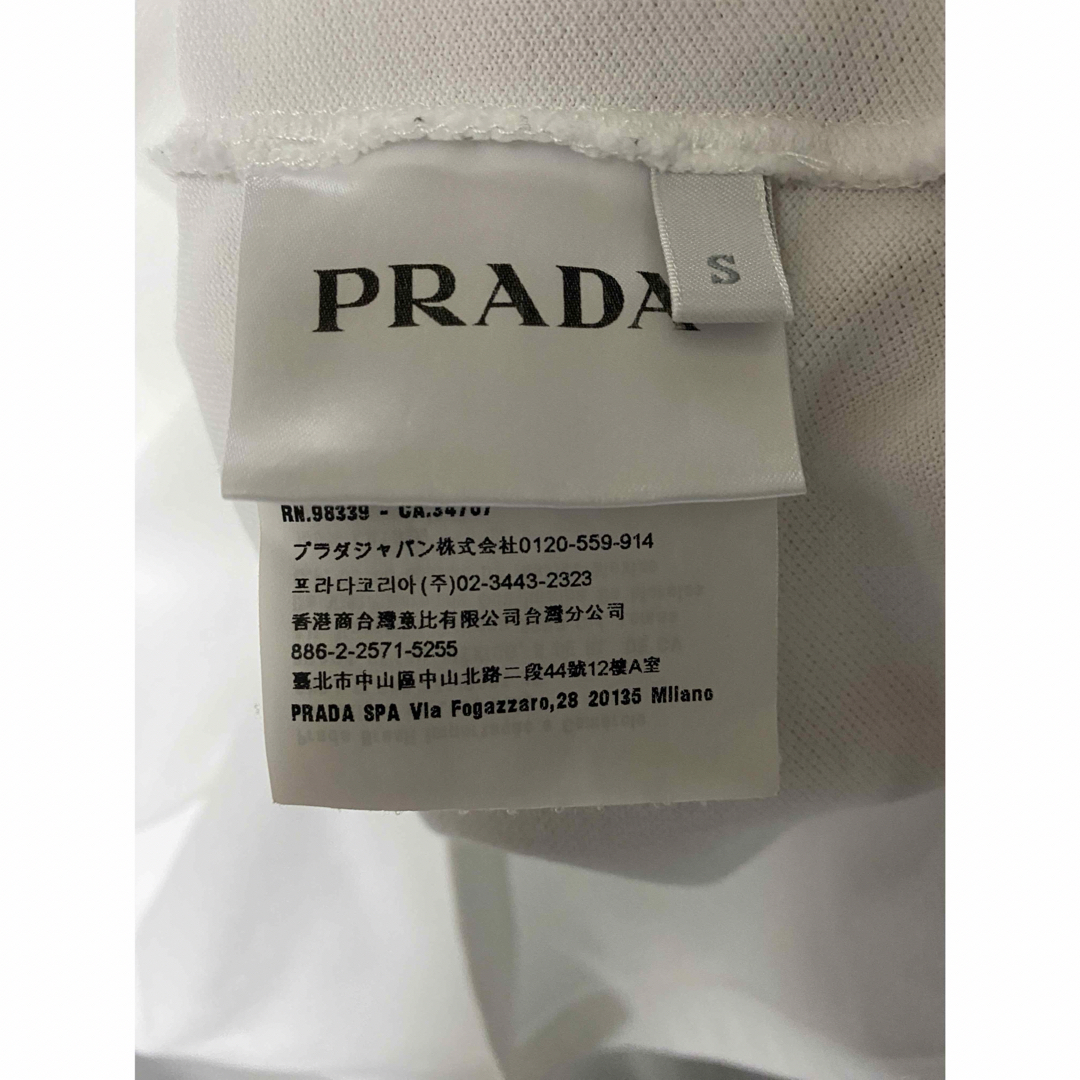 PRADA
S
RN.98339 - CA.34767
プラダジャパン株式会社0120-559-914
프라다코리아(주)02-3443-2323
香港商台灣意比有限公司台灣分公司
886-2-2571-5255
臺北市中山區中山北路二段44號12樓A室
PRADA SPA Via Fogazzaro,28 20135 Milano